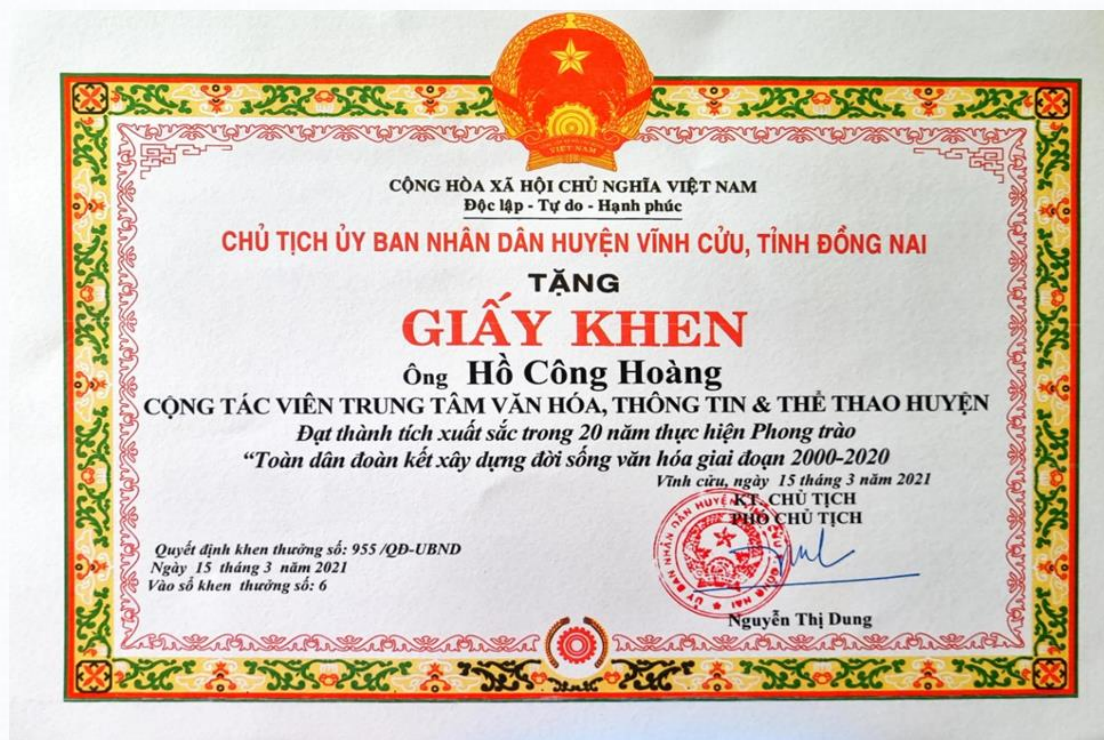 VIỆT NAM
CỘNG HÒA XÃ HỘI CHỦ NGHĨA VIỆT NAM
Độc lập - Tự do - Hạnh phúc
CHỦ TỊCH ỦY BAN NHÂN DÂN HUYỆN VĨNH CỬU, TỈNH ĐỒNG NAI
TẶNG
GIẤY KHEN
Ông Hồ Công Hoàng
CỘNG TÁC VIÊN TRUNG TÂM VĂN HÓA, THÔNG TIN & THỂ THAO HUYỆN
Đạt thành tích xuất sắc trong 20 năm thực hiện Phong trào
“Toàn dân đoàn kết xây dựng đời sống văn hóa giai đoạn 2000-2020
Vĩnh cửu, ngày 15 tháng 3 năm 2021
KT. CHỦ TỊCH
PHÓ CHỦ TỊCH
Quyết định khen thưởng số: 955 /QĐ-UBND
Ngày 15 tháng 3 năm 2021
Vào sổ khen thưởng số: 6
Nguyễn Thị Dung